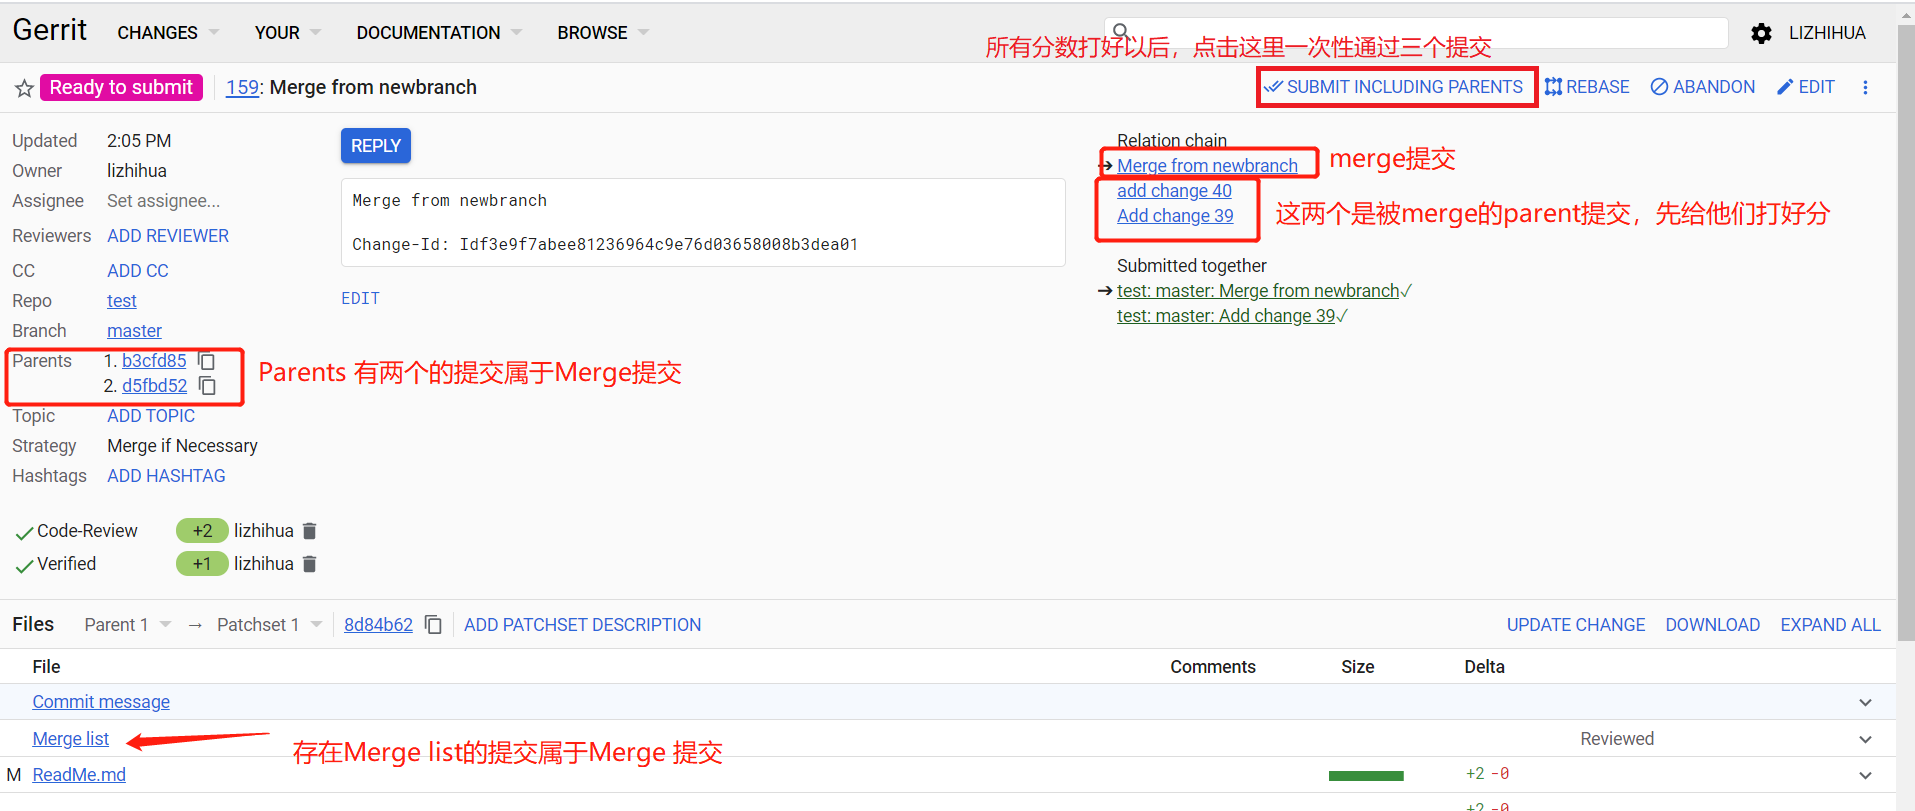 Gerrit CHANGES YOUR DOCUMENTATION BROWSE LIZHIHUA
所有分数打好以后，点击这里一次性通过三个提交
Ready to submit 159: Merge from newbranch SUBMIT INCLUDING PARENTS REBASE ABANDON EDIT
Updated 2:05 PM
Owner lizhihua
Assignee Set assignee...
Reviewers ADD REVIEWER
CC ADD CC
Repo test
Branch master
Parents 1. b3cfd85
2. d5fbd52
Parents 有两个的提交属于Merge提交
Topic ADD TOPIC
Strategy Merge if Necessary
Hashtags ADD HASHTAG
Code-Review +2 lizhihua
Verified +1 lizhihua
REPLY
Merge from newbranch
Change-Id: Idf3e9f7abee81236964c9e76d03658008b3dea01
EDIT
Relation chain
Merge from newbranch merge提交
add change 40
Add change 39
这两个是被merge的parent提交，先给他们打好分
Submitted together
test: master: Merge from newbranch✓
test: master: Add change 39✓
Files Parent 1 → Patchset 1 8d84b62 ADD PATCHSET DESCRIPTION UPDATE CHANGE DOWNLOAD EXPAND ALL
File Comments Size Delta
Commit message
Merge list Reviewed
存在Merge list的提交属于Merge 提交
M ReadMe.md +2 -0
+2 -0